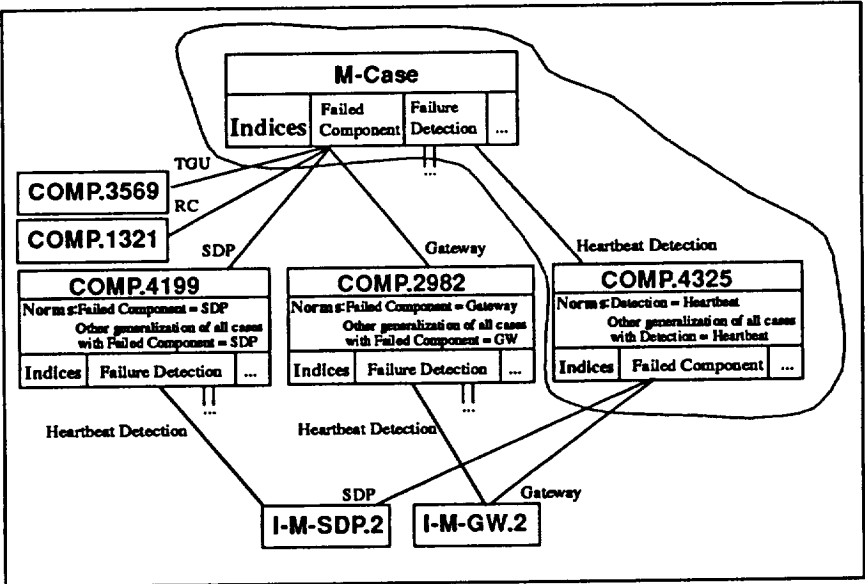 M-Case
Indices
Failed
Component
Failure
Detection
...
...
TGU
COMP.3569
RC
COMP.1321
SDP
Gateway
Heartbeat Detection
COMP.4199
Norms:Failed Component = SDP
Other generalization of all cases
with Failed Component = SDP
Indices
Failure Detection
...
...
COMP.2982
Norms:Failed Component = Gateway
Other generalization of all cases
with Failed Component = GW
Indices
Failure Detection
...
...
COMP.4325
Norms:Detection = Heartbeat
Other generalization of all cases
with Detection = Heartbeat
Indices
Failed Component
...
Heartbeat Detection
Heartbeat Detection
SDP
Gateway
I-M-SDP.2
I-M-GW.2